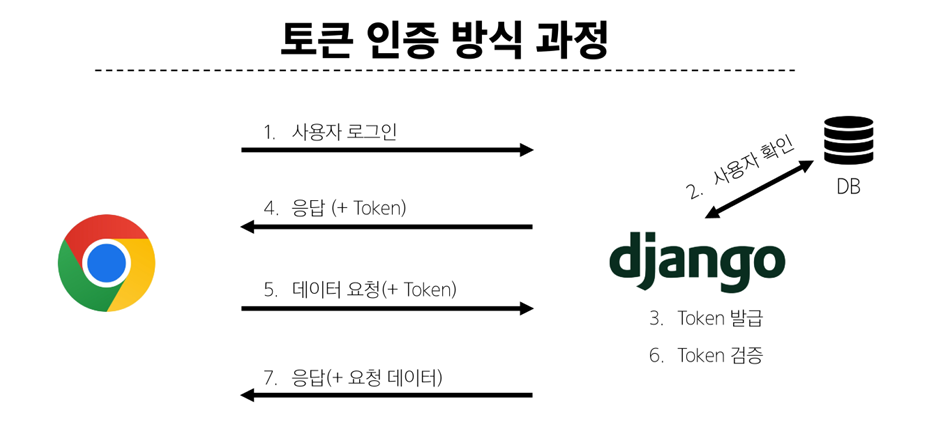 토큰 인증 방식 과정
1. 사용자 로그인
2. 사용자 확인
DB
4. 응답 (+ Token)
django
5. 데이터 요청(+ Token)
3. Token 발급
6. Token 검증
7. 응답(+ 요청 데이터)